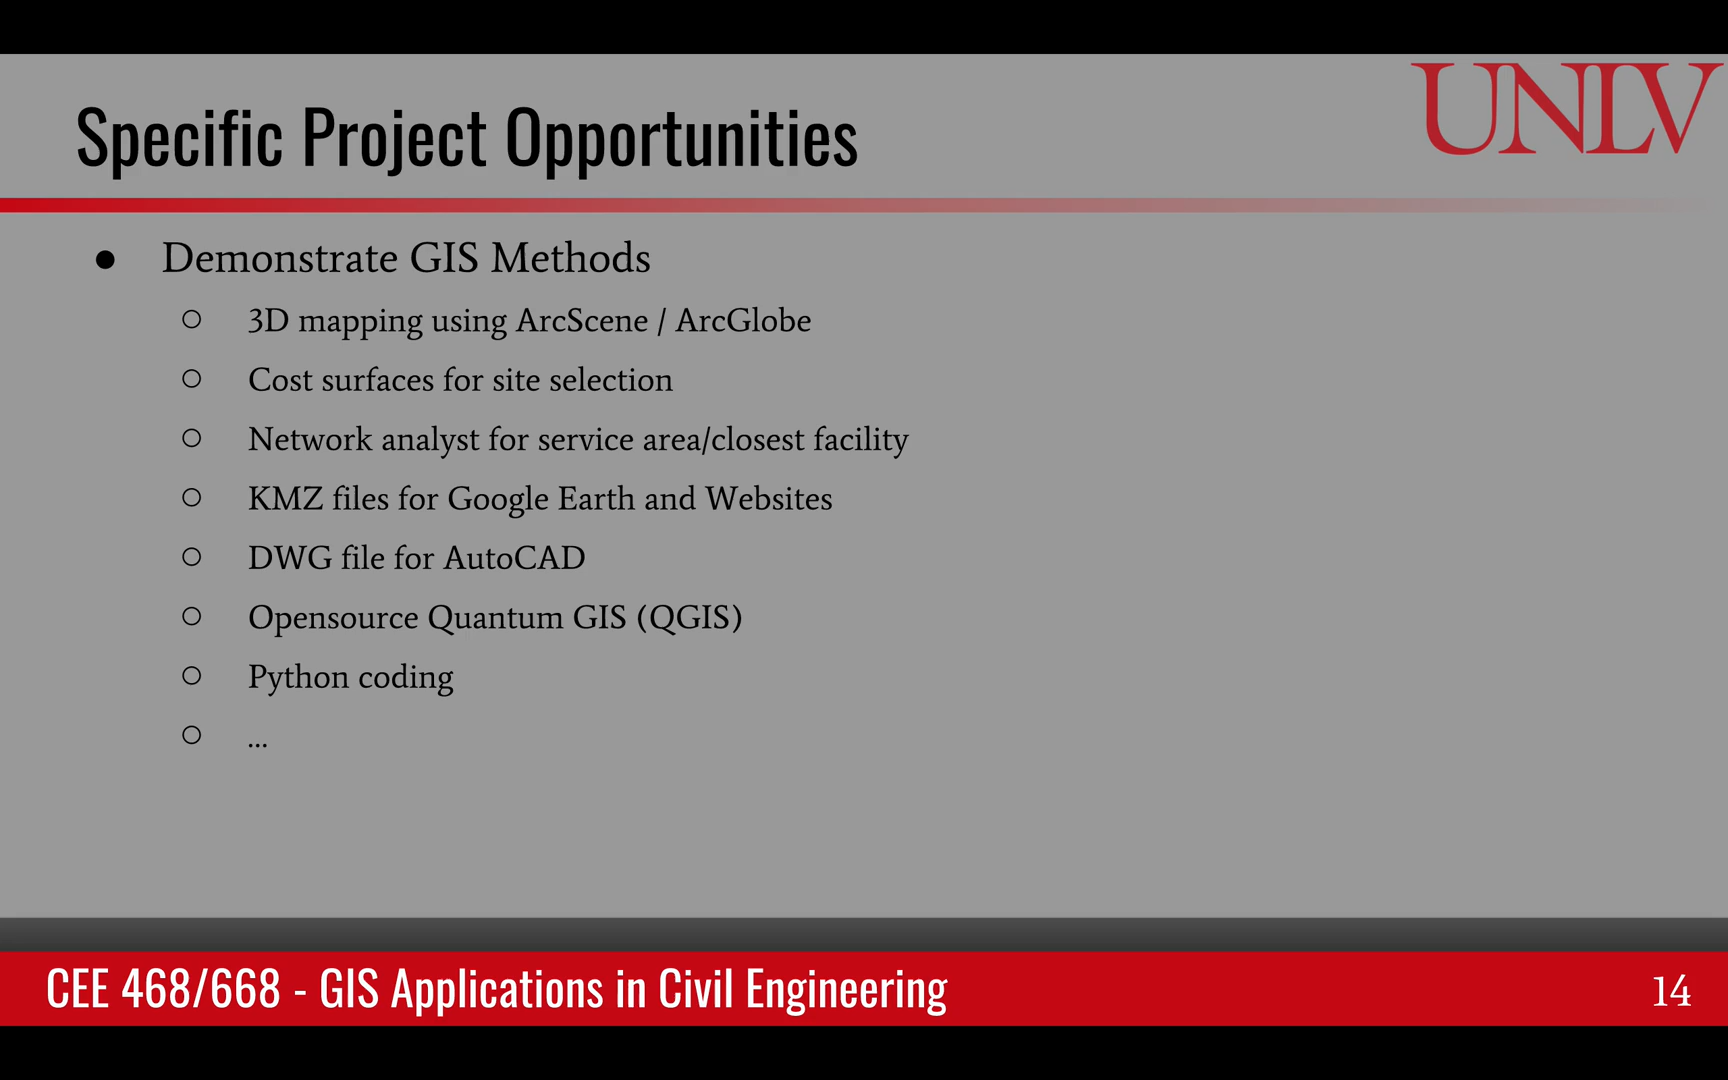 UNLV
Specific Project Opportunities
● Demonstrate GIS Methods
○ 3D mapping using ArcScene / ArcGlobe
○ Cost surfaces for site selection
○ Network analyst for service area/closest facility
○ KMZ files for Google Earth and Websites
○ DWG file for AutoCAD
○ Opensource Quantum GIS (QGIS)
○ Python coding
○ ...
CEE 468/668 - GIS Applications in Civil Engineering 14